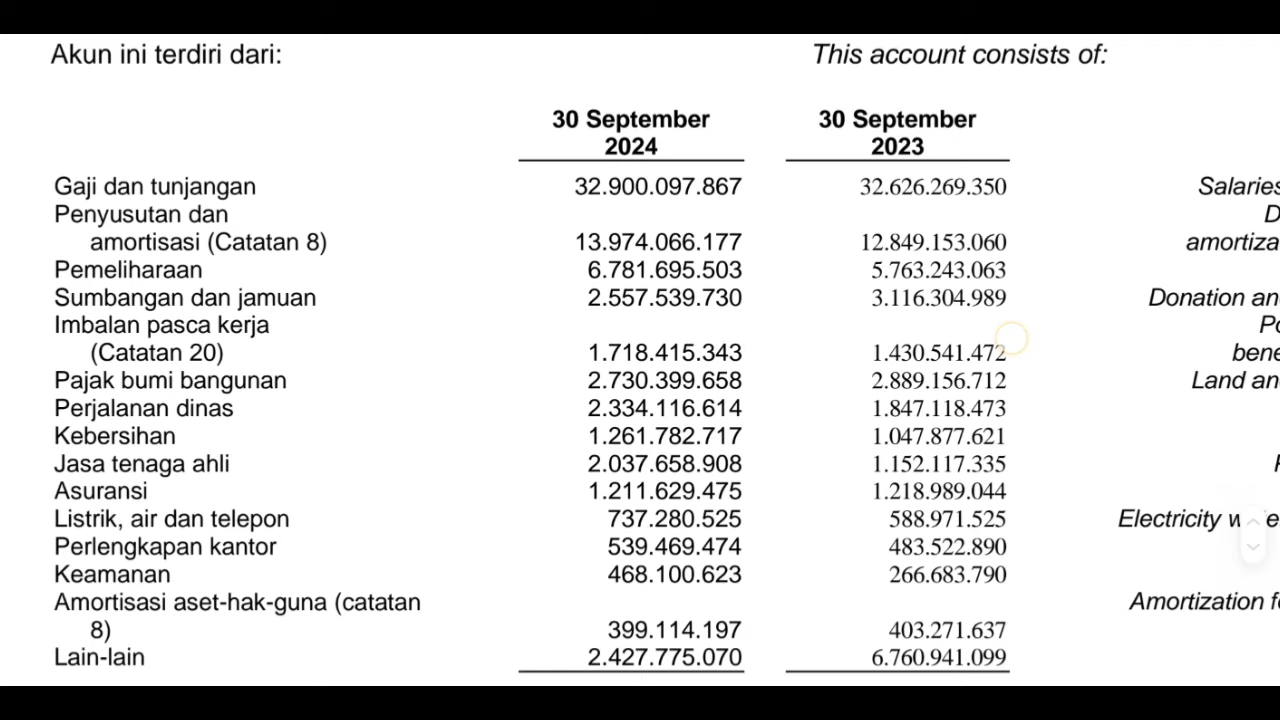 Akun ini terdiri dari: This account consists of:
30 September 30 September
2024 2023
Gaji dan tunjangan 32.900.097.867 32.626.269.350 Salaries
Penyusutan dan
amortisasi (Catatan 8) 13.974.066.177 12.849.153.060
Pemeliharaan 6.781.695.503 5.763.243.063
Sumbangan dan jamuan 2.557.539.730 3.116.304.989 Donation
Imbalan pasca kerja
(Catatan 20) 1.718.415.343 1.430.541.472
Pajak bumi bangunan 2.730.399.658 2.889.156.712 Land
Perjalanan dinas 2.334.116.614 1.847.118.473
Kebersihan 1.261.782.717 1.047.877.621
Jasa tenaga ahli 2.037.658.908 1.152.117.335
Asuransi 1.211.629.475 1.218.989.044
Listrik, air dan telepon 737.280.525 588.971.525 Electricity
Perlengkapan kantor 539.469.474 483.522.890
Keamanan 468.100.623 266.683.790
Amortisasi aset-hak-guna (catatan Amortization
8) 399.114.197 403.271.637
Lain-lain 2.427.775.070 6.760.941.099